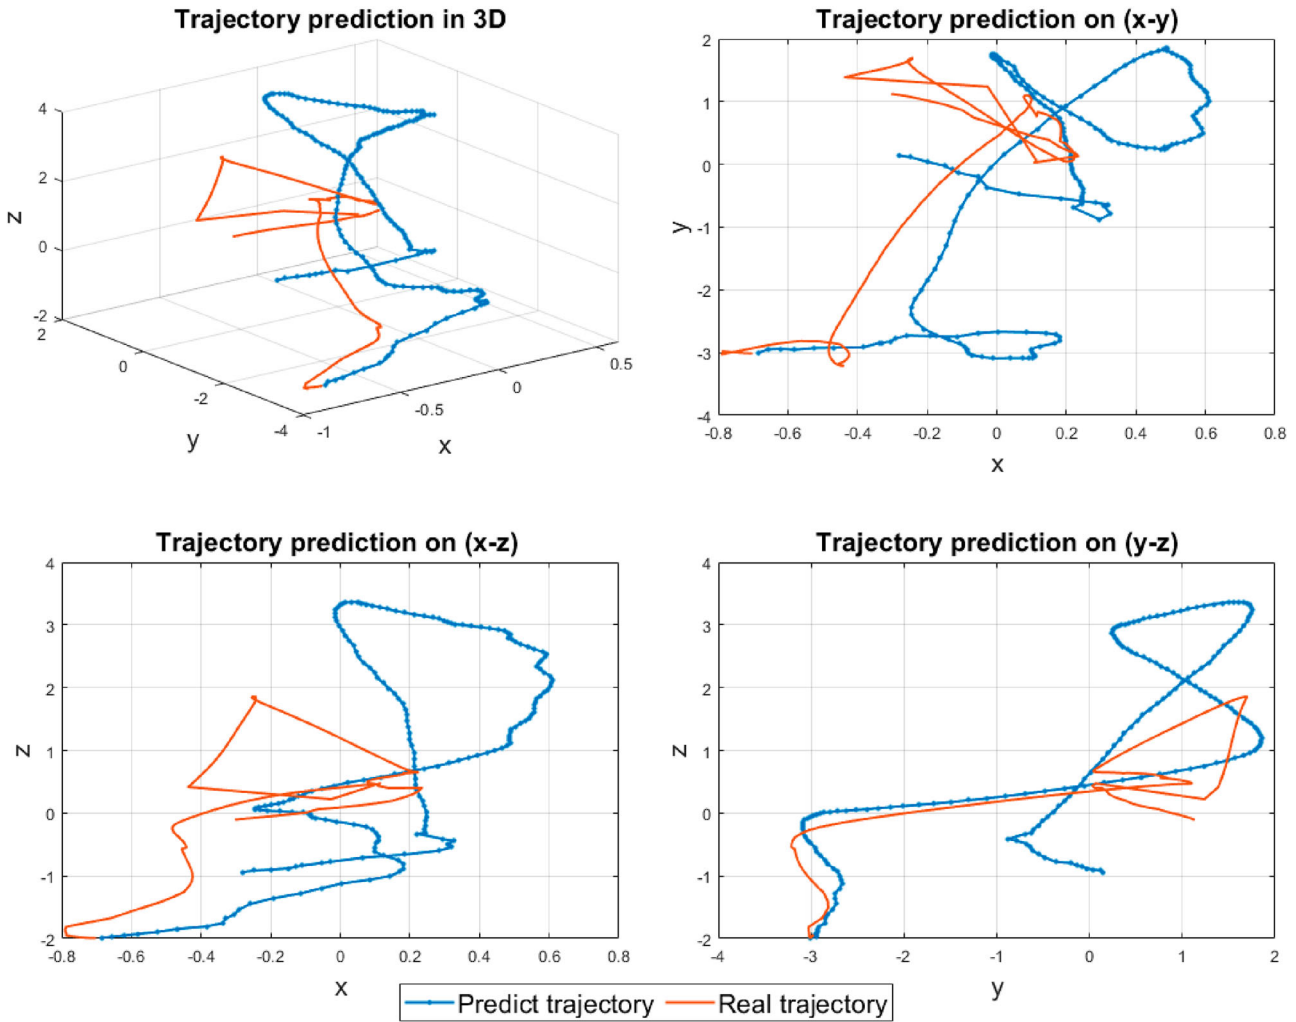 Trajectory prediction in 3D
4
2
0
-2
z
2
0
-2
-4
y
-1
-0.5
0
0.5
x
Trajectory prediction on (x-y)
2
1
0
-1
-2
-3
-4
y
-0.8 -0.6 -0.4 -0.2 0 0.2 0.4 0.6 0.8
x
Trajectory prediction on (x-z)
4
3
2
1
0
-1
-2
z
-0.8 -0.6 -0.4 -0.2 0 0.2 0.4 0.6 0.8
x
Trajectory prediction on (y-z)
4
3
2
1
0
-1
-2
z
-4 -3 -2 -1 0 1 2
y
Predict trajectory Real trajectory